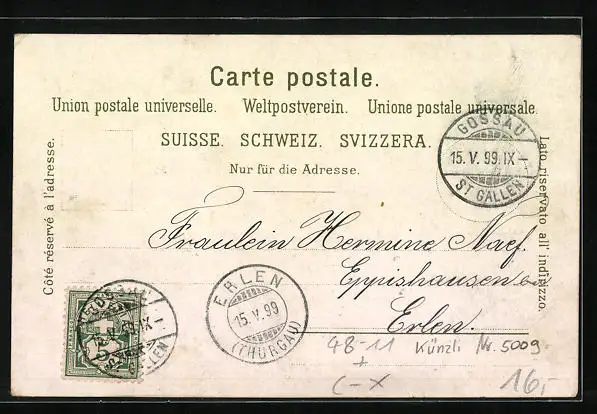 Carte postale.
Union postale universelle. Weltpostverein. Unione postale universale
SUISSE. SCHWEIZ. SVIZZERA.
Nur für die Adresse.
Côté réservé à l'adresse.
Lato riservato all' indirizzo.
GOSSAU
15. V. 99. IX –
ST GALLEN
Fräulein Hermine Naef.
Eppishausen
Erlen.
ERLEN
15. V. 99
(THURGAU)
48-11 Künzli Nr. 5009
+
(-x
16,-